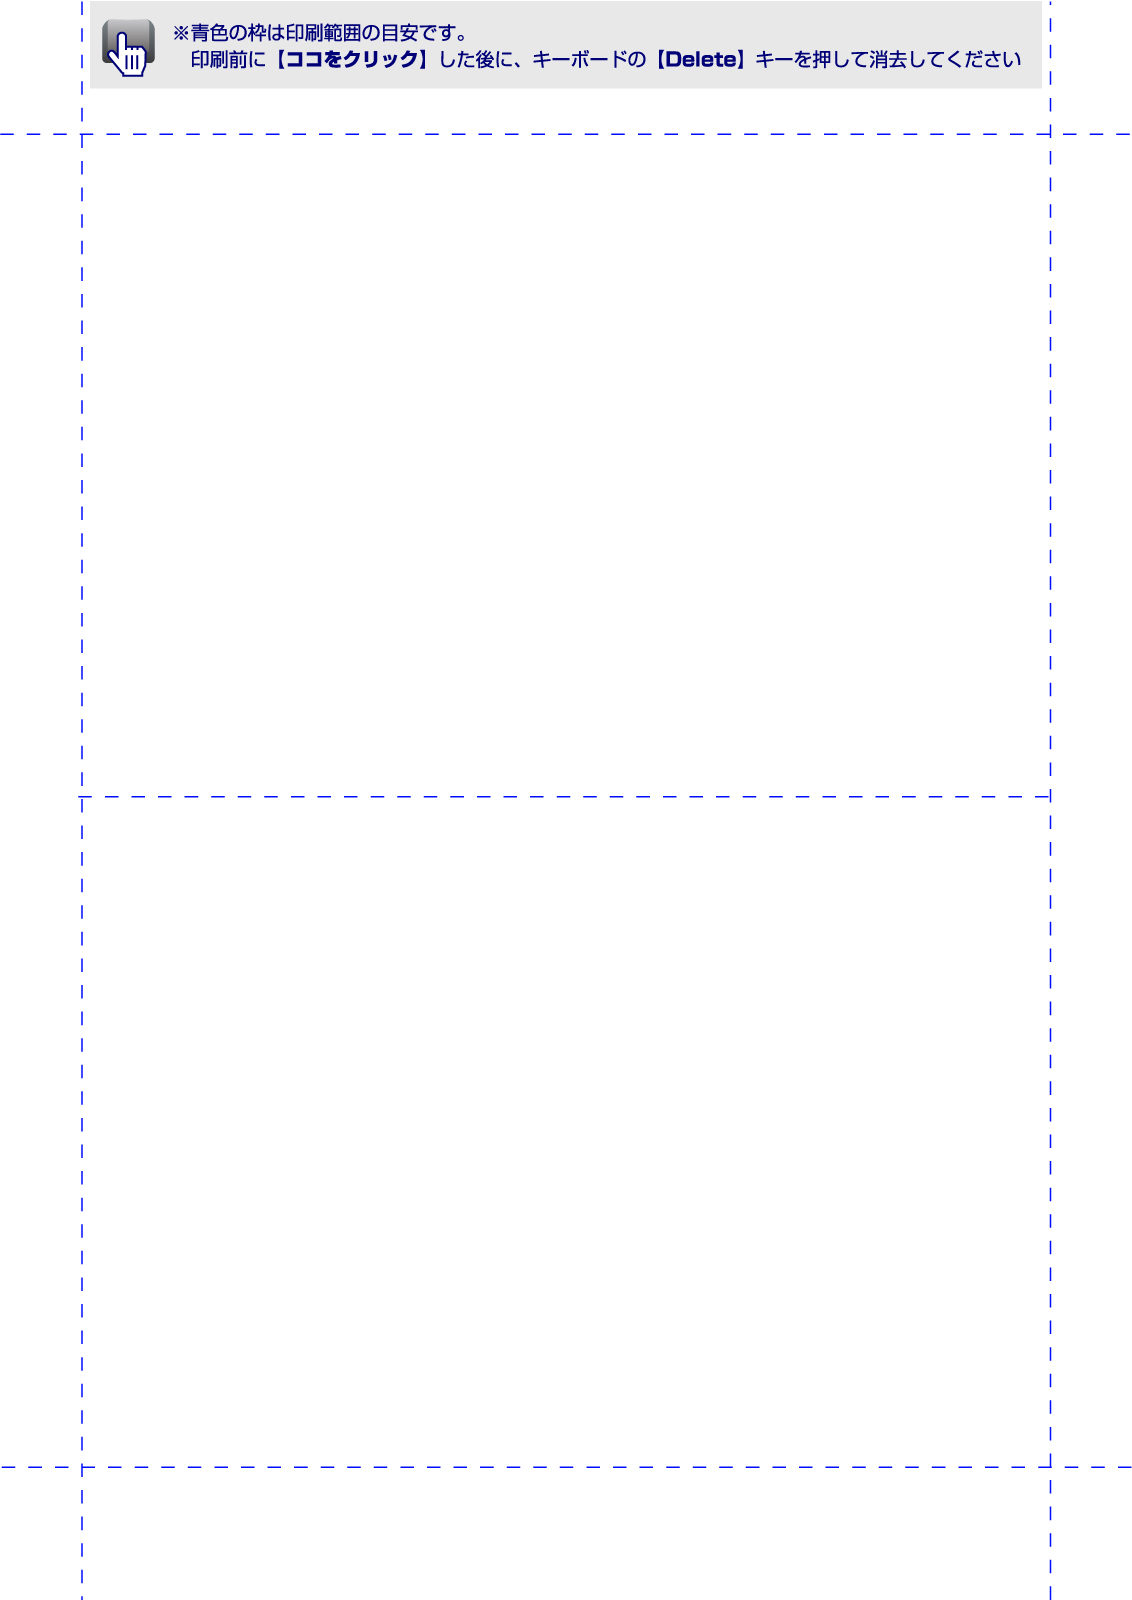 ※青色の枠は印刷範囲の目安です。
印刷前に【ココをクリック】した後に、キーボードの【Delete】キーを押して消去してください